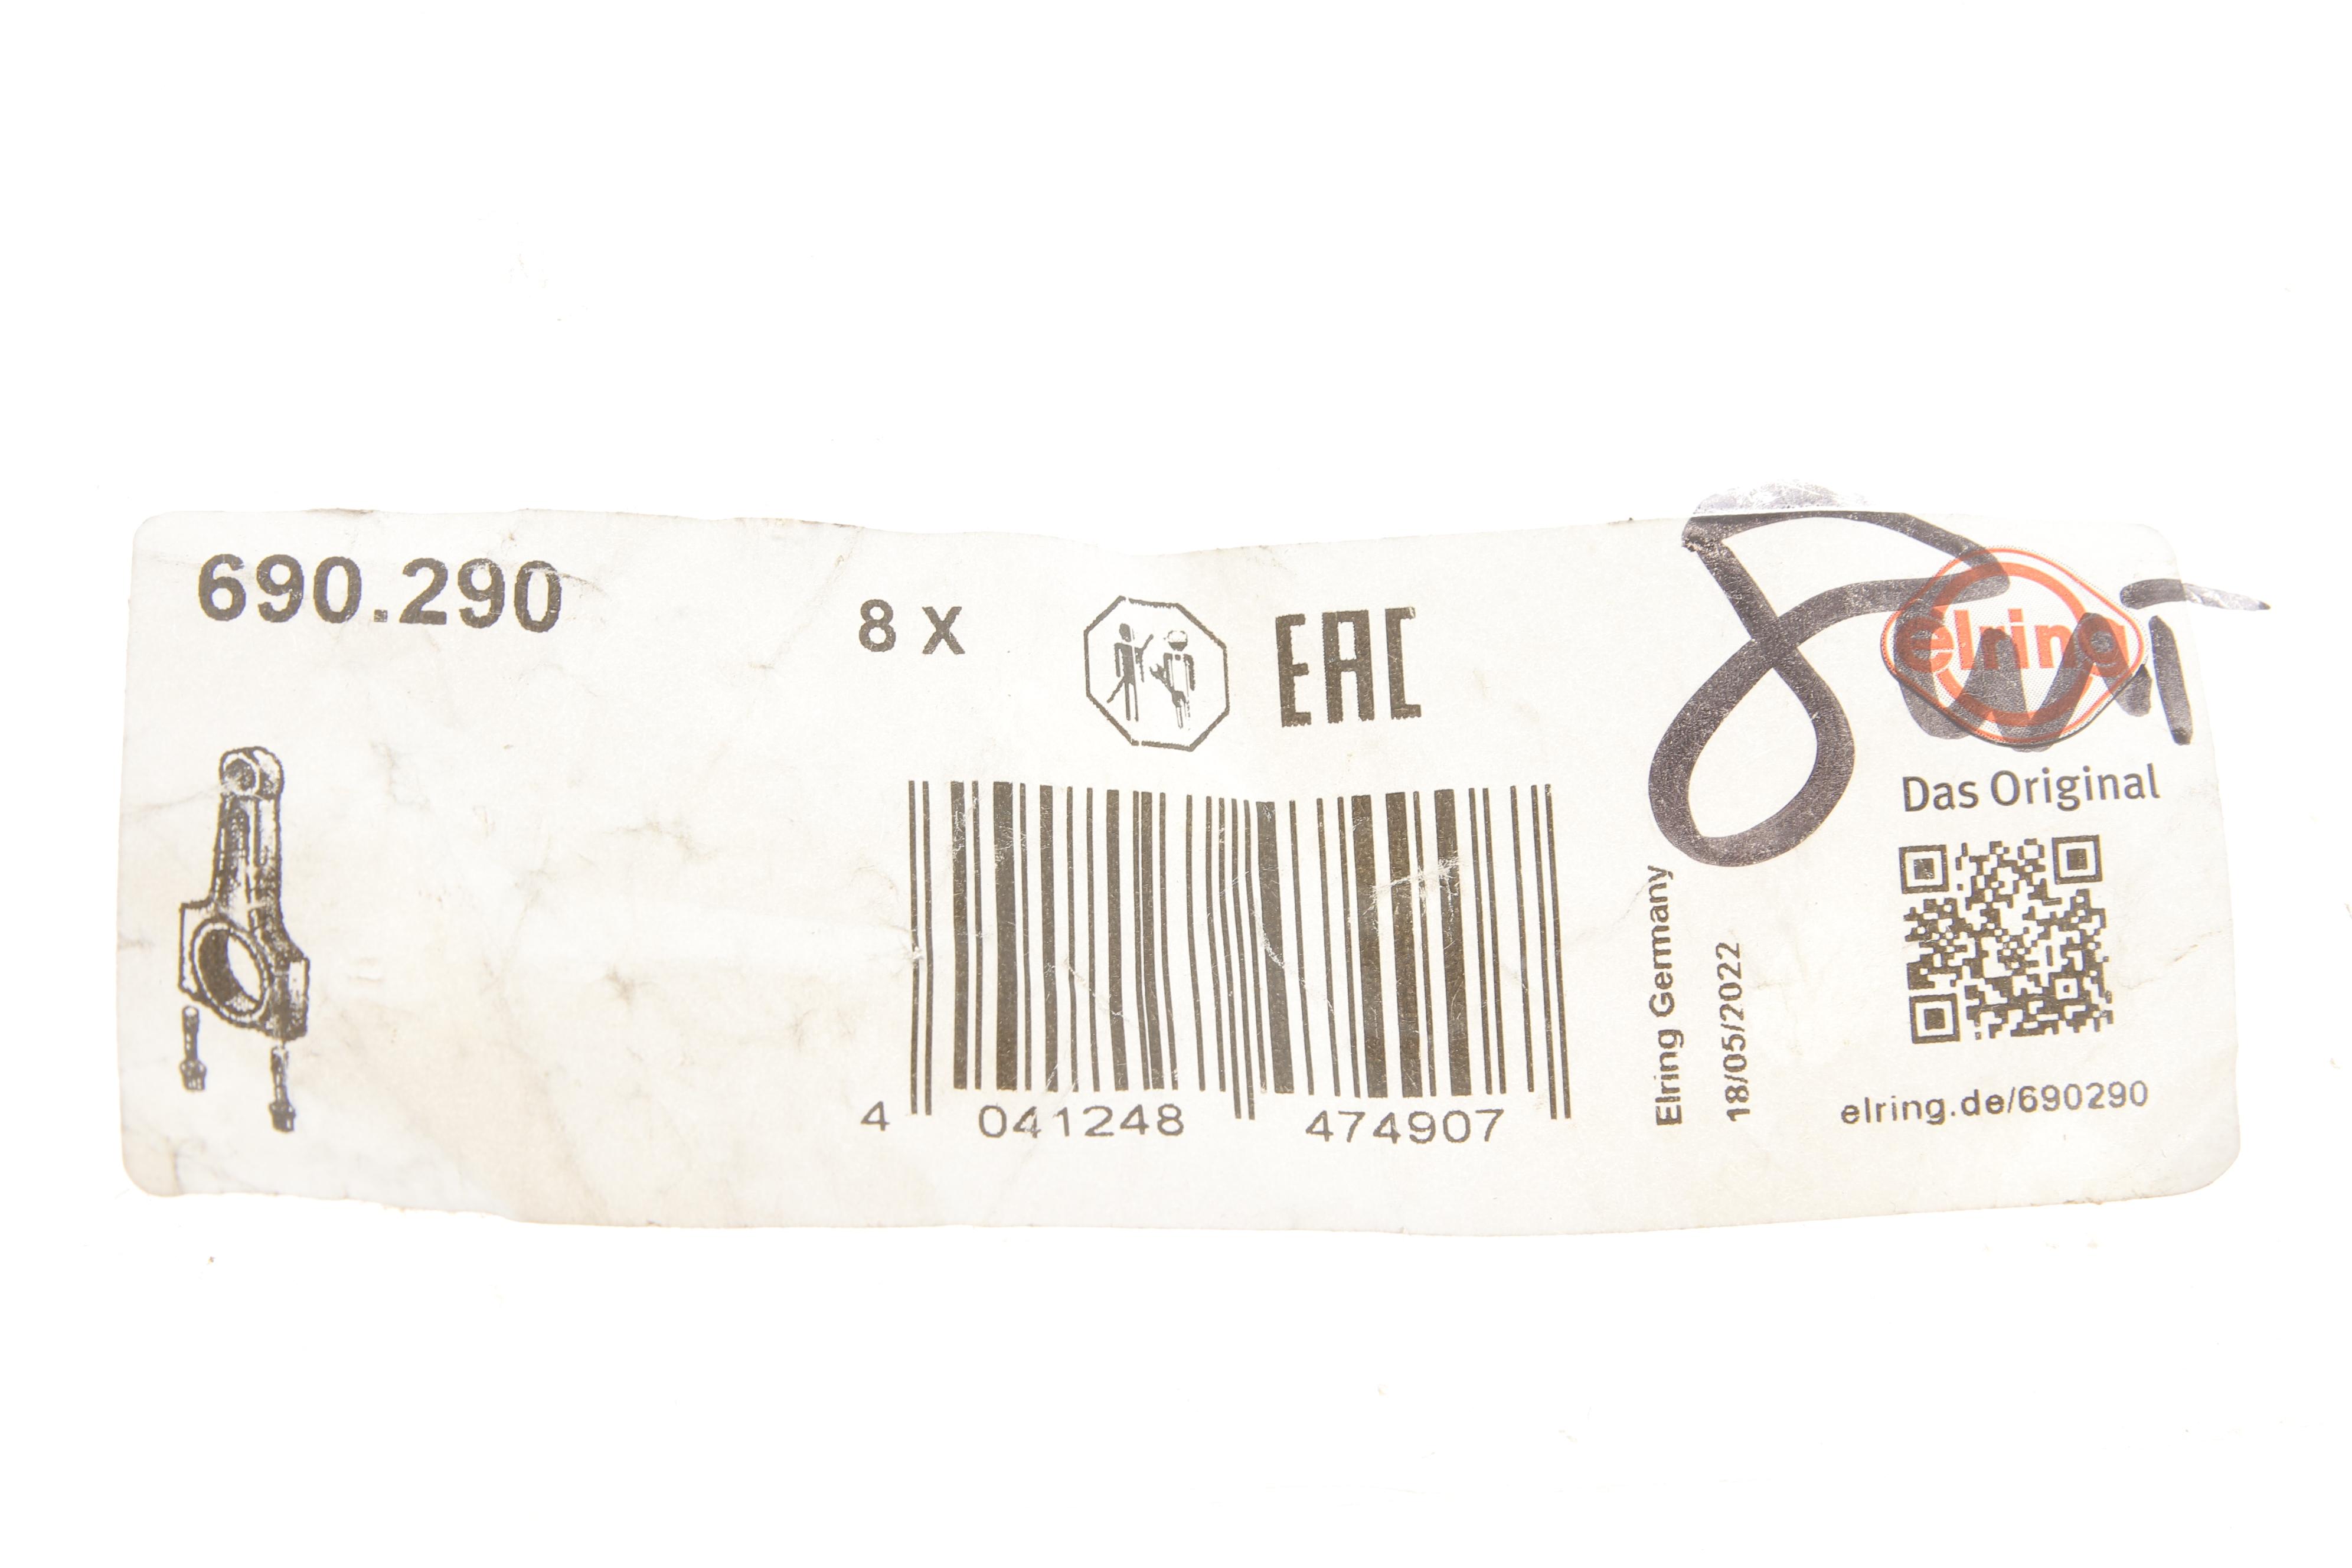 690.290
8 x
EAC
elring
Das Original
4 041248 474907
Elring Germany
18/05/2022
elring.de/690290